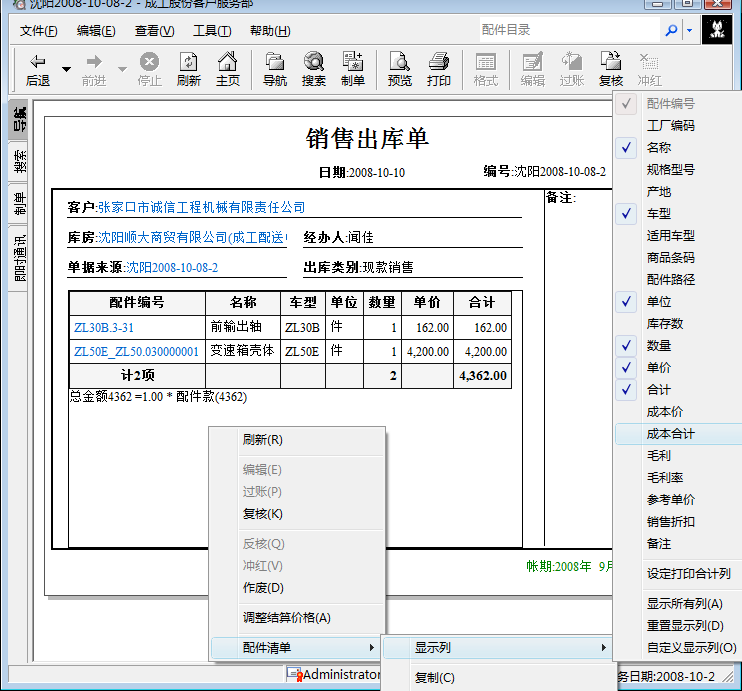 沈阳2008-10-08-2 - 成工股份客户服务部
文件(F) 编辑(E) 查看(V) 工具(T) 帮助(H) 配件目录
后退 前进 停止 刷新 主页 导航 搜索 制单 预览 打印 格式 编辑 过账 复核 冲红
导航
搜索
制单
即时通讯
销售出库单
日期:2008-10-10 编号:沈阳2008-10-08-2
客户:张家口市诚信工程机械有限责任公司
备注:
库房:沈阳顺大商贸有限公司(成工配送 经办人:闻佳
单据来源:沈阳2008-10-08-2 出库类别:现款销售
配件编号 名称 车型 单位 数量 单价 合计
ZL30B.3-31 前输出轴 ZL30B 件 1 162.00 162.00
ZL50E_ZL50.030000001 变速箱壳体 ZL50E 件 1 4,200.00 4,200.00
计2项 2 4,362.00
总金额4362 =1.00 * 配件款(4362)
帐期:2008年 9月
刷新(R)
编辑(E)
过账(P)
复核(K)
反核(Q)
冲红(V)
作废(D)
调整结算价格(A)
配件清单
显示列
复制(C)
配件编号
工厂编码
名称
规格型号
产地
车型
适用车型
商品条码
配件路径
单位
库存数
数量
单价
合计
成本价
成本合计
毛利
毛利率
参考单价
销售折扣
备注
设定打印合计列
显示所有列(A)
重置显示列(D)
自定义显示列(O)
Administrator
务日期:2008-10-2